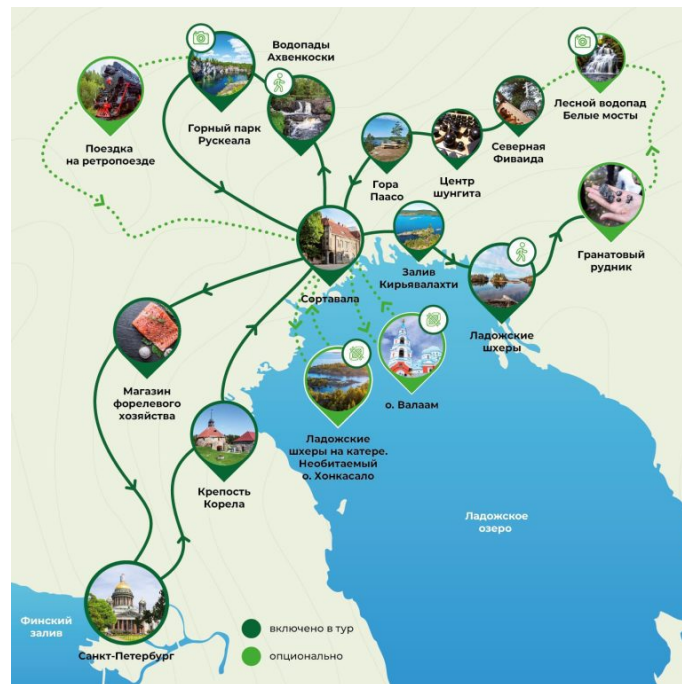 Водопады
Ахвенкоски
Поездка
на ретропоезде
Горный парк
Рускеала
Лесной водопад
Белые мосты
Северная
Фиваида
Центр
шунгита
Гора
Паасо
Гранатовый
рудник
Сортавала
Залив
Кирьявалахти
Ладожские
шхеры
Магазин
форелевого
хозяйства
о. Валаам
Ладожские
шхеры на катере.
Необитаемый
о. Хонкасало
Крепость
Корела
Ладожское
озеро
Финский
залив
Санкт-Петербург
включено в тур
опционально